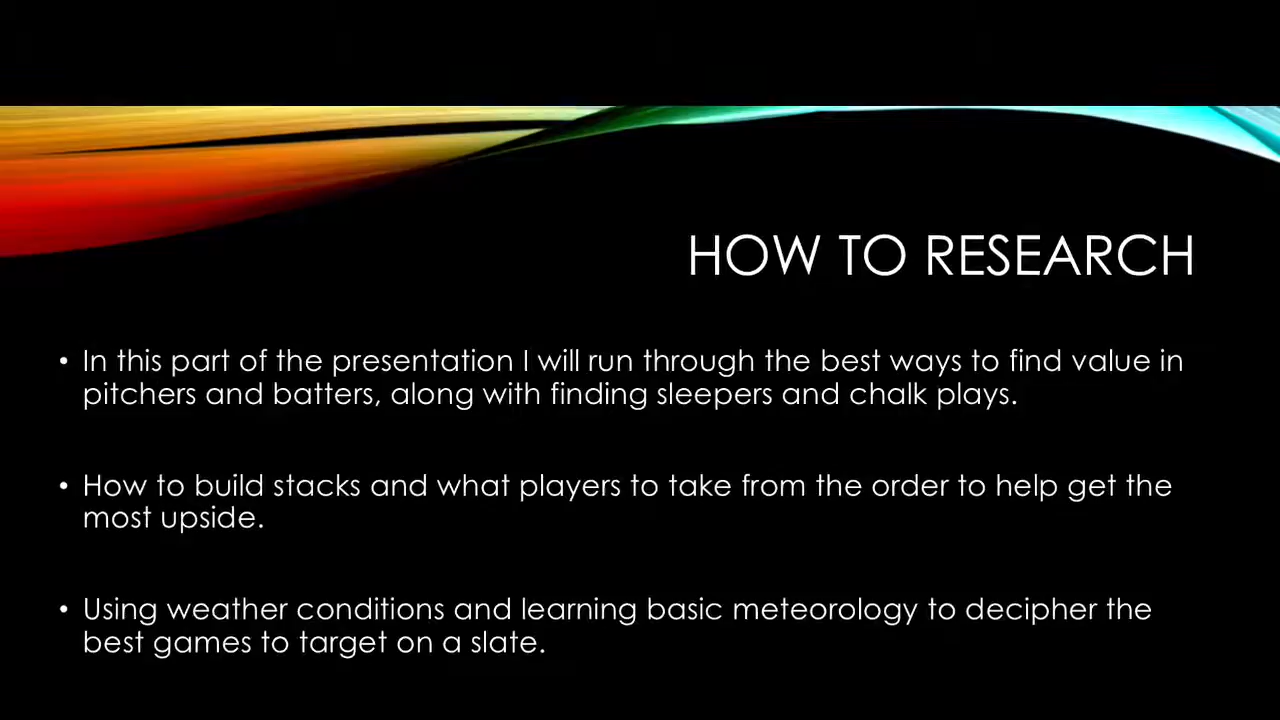 HOW TO RESEARCH
• In this part of the presentation I will run through the best ways to find value in
pitchers and batters, along with finding sleepers and chalk plays.
• How to build stacks and what players to take from the order to help get the
most upside.
• Using weather conditions and learning basic meteorology to decipher the
best games to target on a slate.